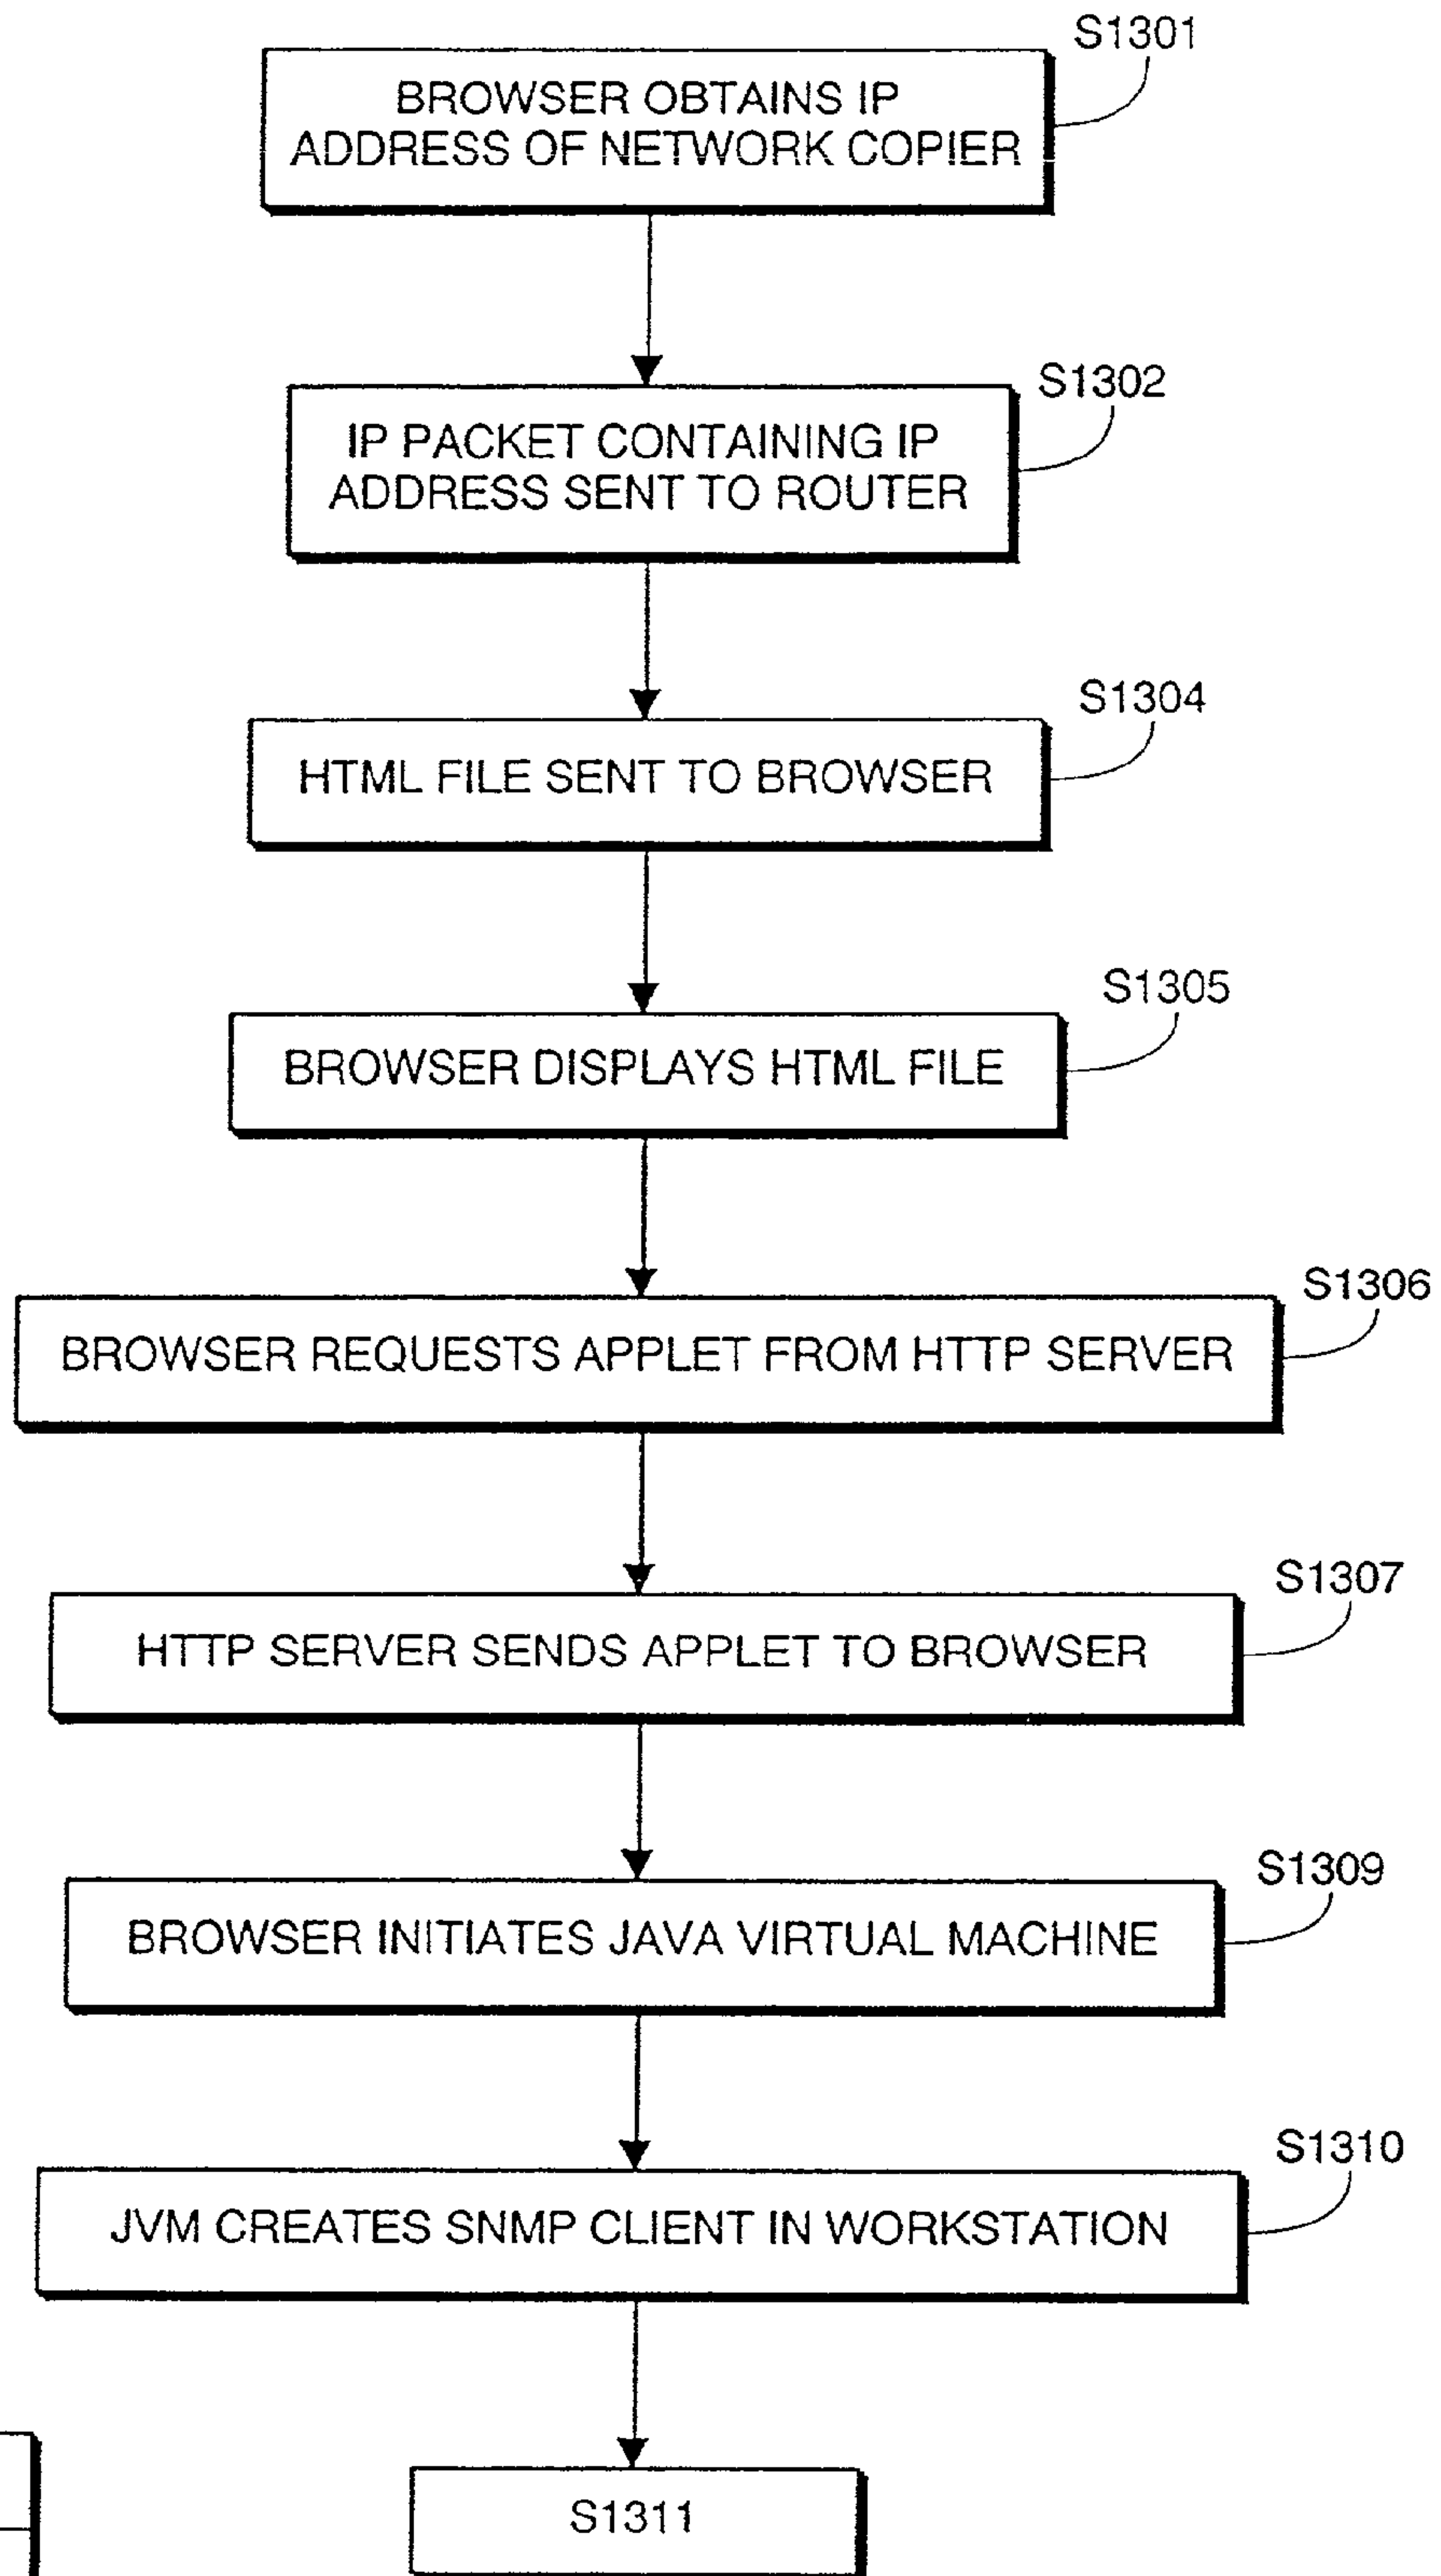 S1301
BROWSER OBTAINS IP
ADDRESS OF NETWORK COPIER
S1302
IP PACKET CONTAINING IP
ADDRESS SENT TO ROUTER
S1304
HTML FILE SENT TO BROWSER
S1305
BROWSER DISPLAYS HTML FILE
S1306
BROWSER REQUESTS APPLET FROM HTTP SERVER
S1307
HTTP SERVER SENDS APPLET TO BROWSER
S1309
BROWSER INITIATES JAVA VIRTUAL MACHINE
S1310
JVM CREATES SNMP CLIENT IN WORKSTATION
S1311